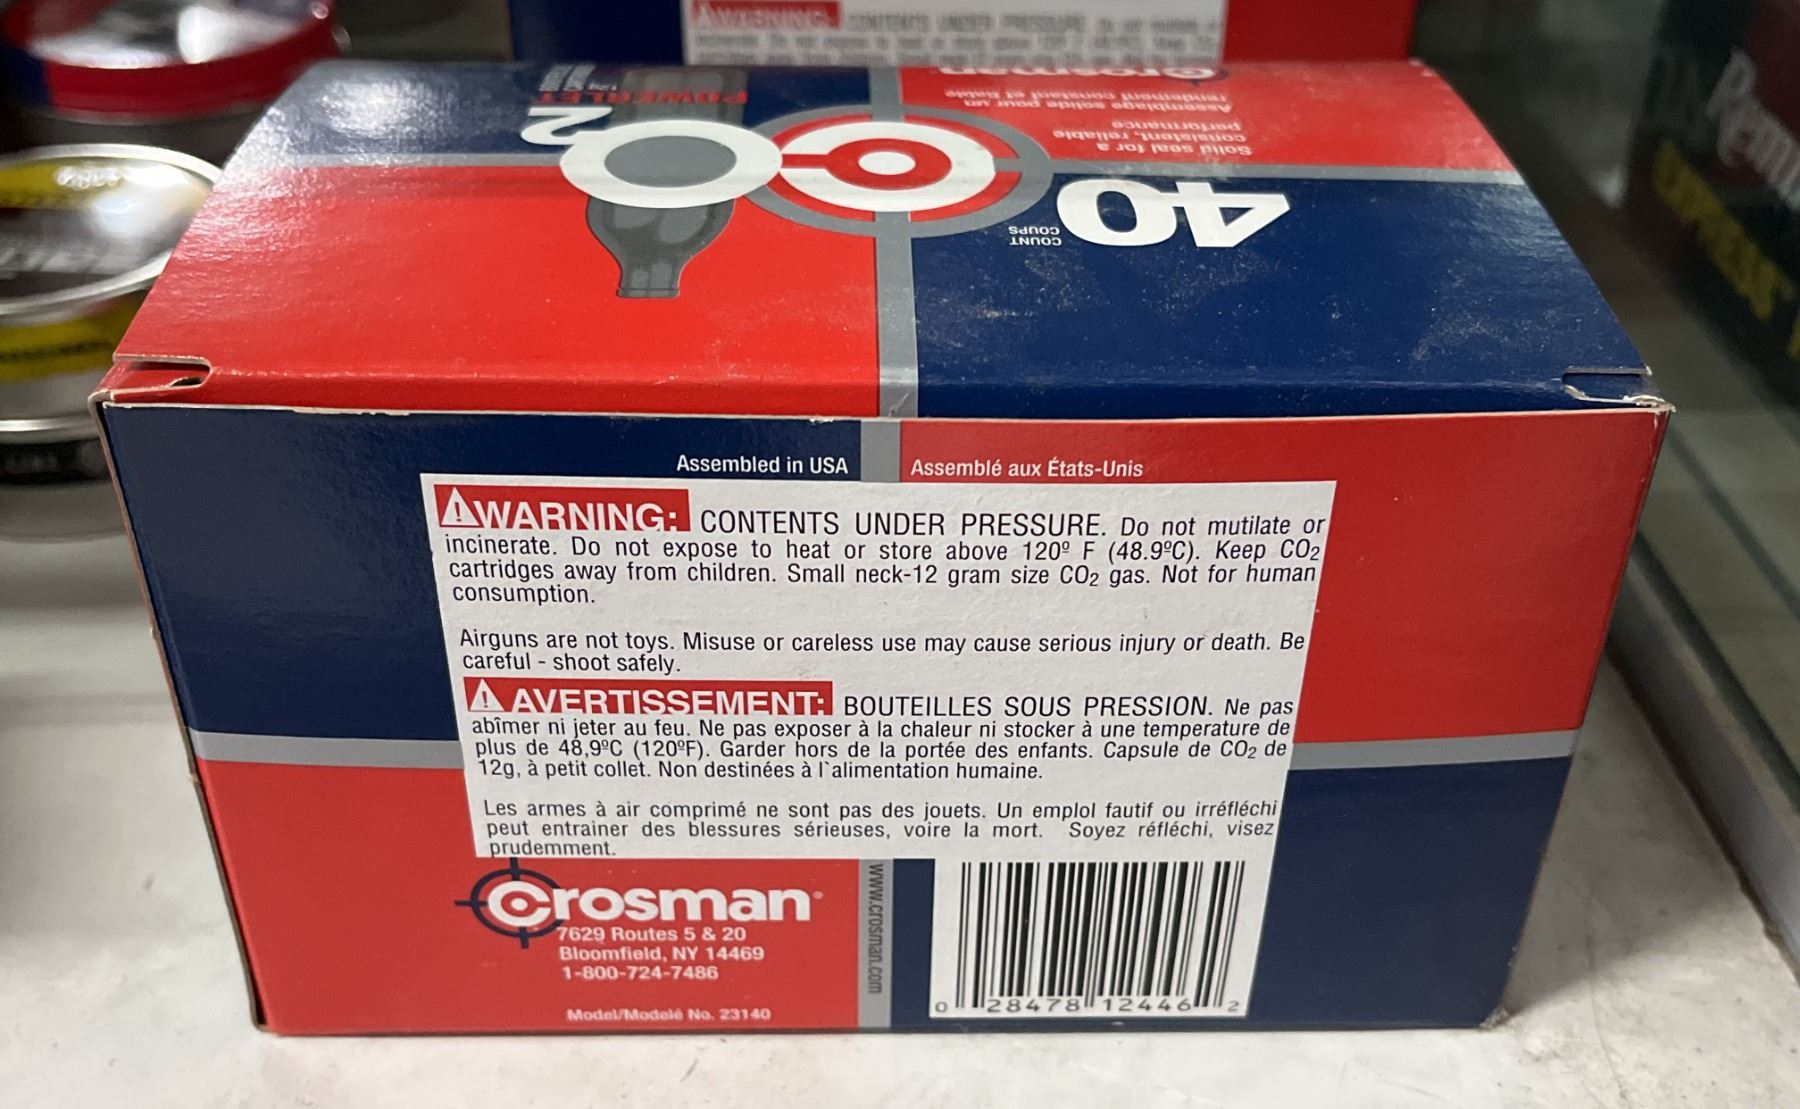 WARNING: CONTENTS UNDER PRESSURE.
POWERLET
CO2
Crosman
Assemblage solide pour un
rendement constant et fiable
Solid seal for a
consistent, reliable
performance
40
COUNT
COUPS
Assembled in USA
Assemblé aux États-Unis
WARNING: CONTENTS UNDER PRESSURE. Do not mutilate or
incinerate. Do not expose to heat or store above 120º F (48.9ºC). Keep CO2
cartridges away from children. Small neck-12 gram size CO2 gas. Not for human
consumption.
Airguns are not toys. Misuse or careless use may cause serious injury or death. Be
careful - shoot safely.
AVERTISSEMENT: BOUTEILLES SOUS PRESSION. Ne pas
abîmer ni jeter au feu. Ne pas exposer à la chaleur ni stocker à une temperature de
plus de 48,9ºC (120ºF). Garder hors de la portée des enfants. Capsule de CO2 de
12g, à petit collet. Non destinées à l`alimentation humaine.
Les armes à air comprimé ne sont pas des jouets. Un emplol fautif ou irréfléchi
peut entrainer des blessures sérieuses, voire la mort. Soyez réfléchi, visez
prudemment.
Crosman
7629 Routes 5 & 20
Bloomfield, NY 14469
1-800-724-7486
Model/Modelé No. 23140
www.crosman.com
0 28478 12446 2